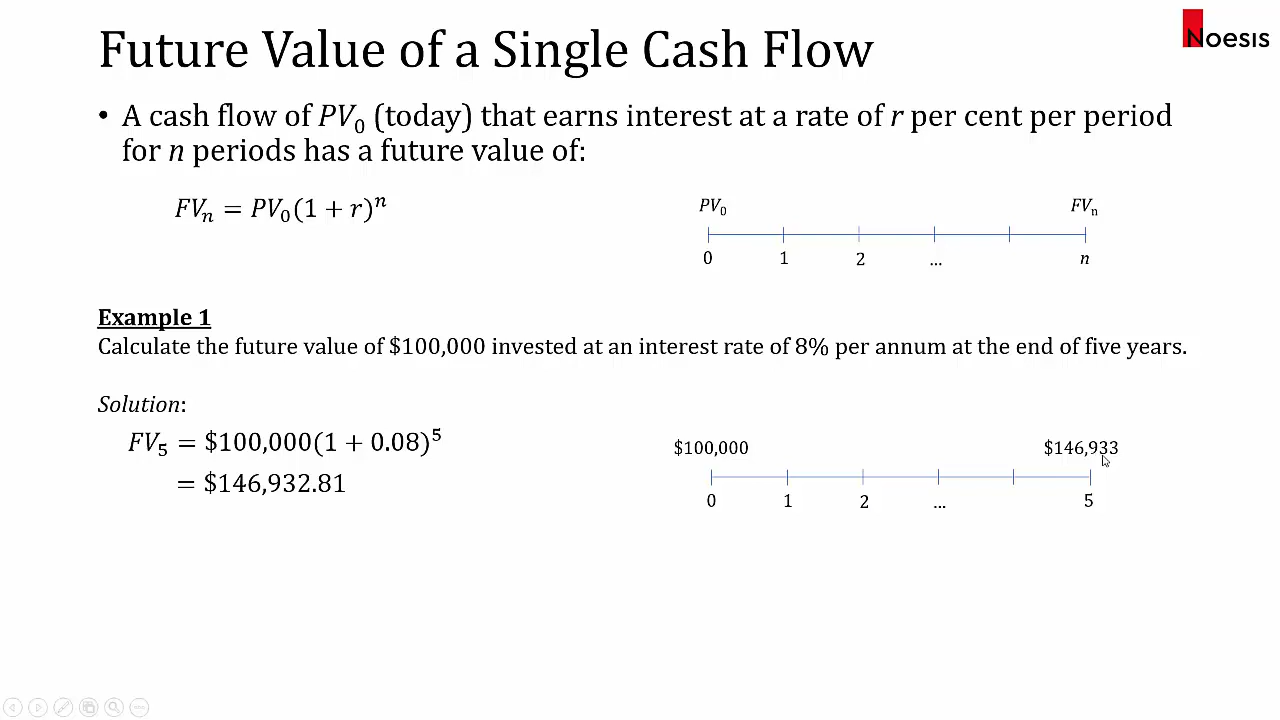 Future Value of a Single Cash Flow
Noesis
• A cash flow of PV₀ (today) that earns interest at a rate of r per cent per period
for n periods has a future value of:
FVₙ = PV₀(1 + r)ⁿ
PV₀ FVₙ
0 1 2 ... n
Example 1
Calculate the future value of $100,000 invested at an interest rate of 8% per annum at the end of five years.
Solution:
FV₅ = $100,000(1 + 0.08)⁵
= $146,932.81
$100,000 $146,933
0 1 2 ... 5